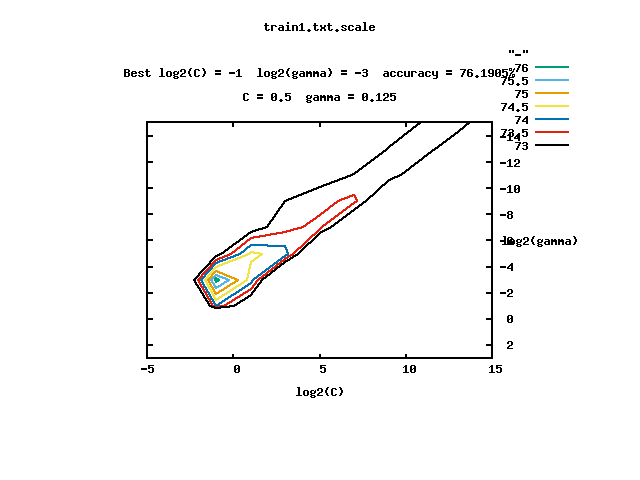 train1.txt.scale
"-"
Best log2(C) = -1 log2(gamma) = -3 accuracy = 76.1905%
76
75.5
C = 0.5 gamma = 0.125
75
74.5
74
73.5
73
-14
-12
-10
-8
-6
log2(gamma)
-4
-2
0
2
-5 0 5 10 15
log2(C)